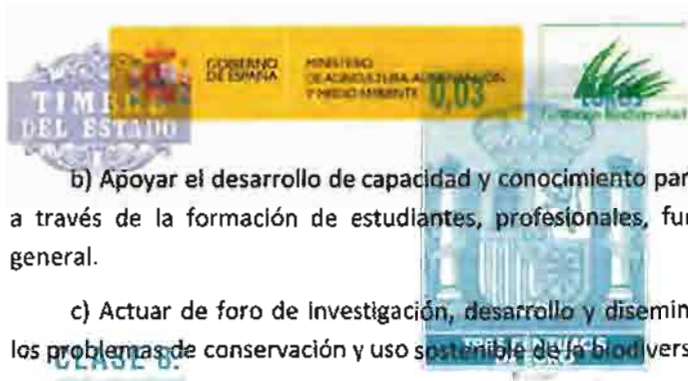 GOBIERNO DE ESPAÑA
MINISTERIO DE AGRICULTURA, ALIMENTACIÓN Y MEDIO AMBIENTE
TIMBRE DEL ESTADO
0,03
EUROS
Fundación Biodiversidad
b) Apoyar el desarrollo de capacidad y conocimiento par
a través de la formación de estudiantes, profesionales, fun
general.
c) Actuar de foro de investigación, desarrollo y disemin
los problemas de conservación y uso sostenible de la biodivers
CLASE 8.ª